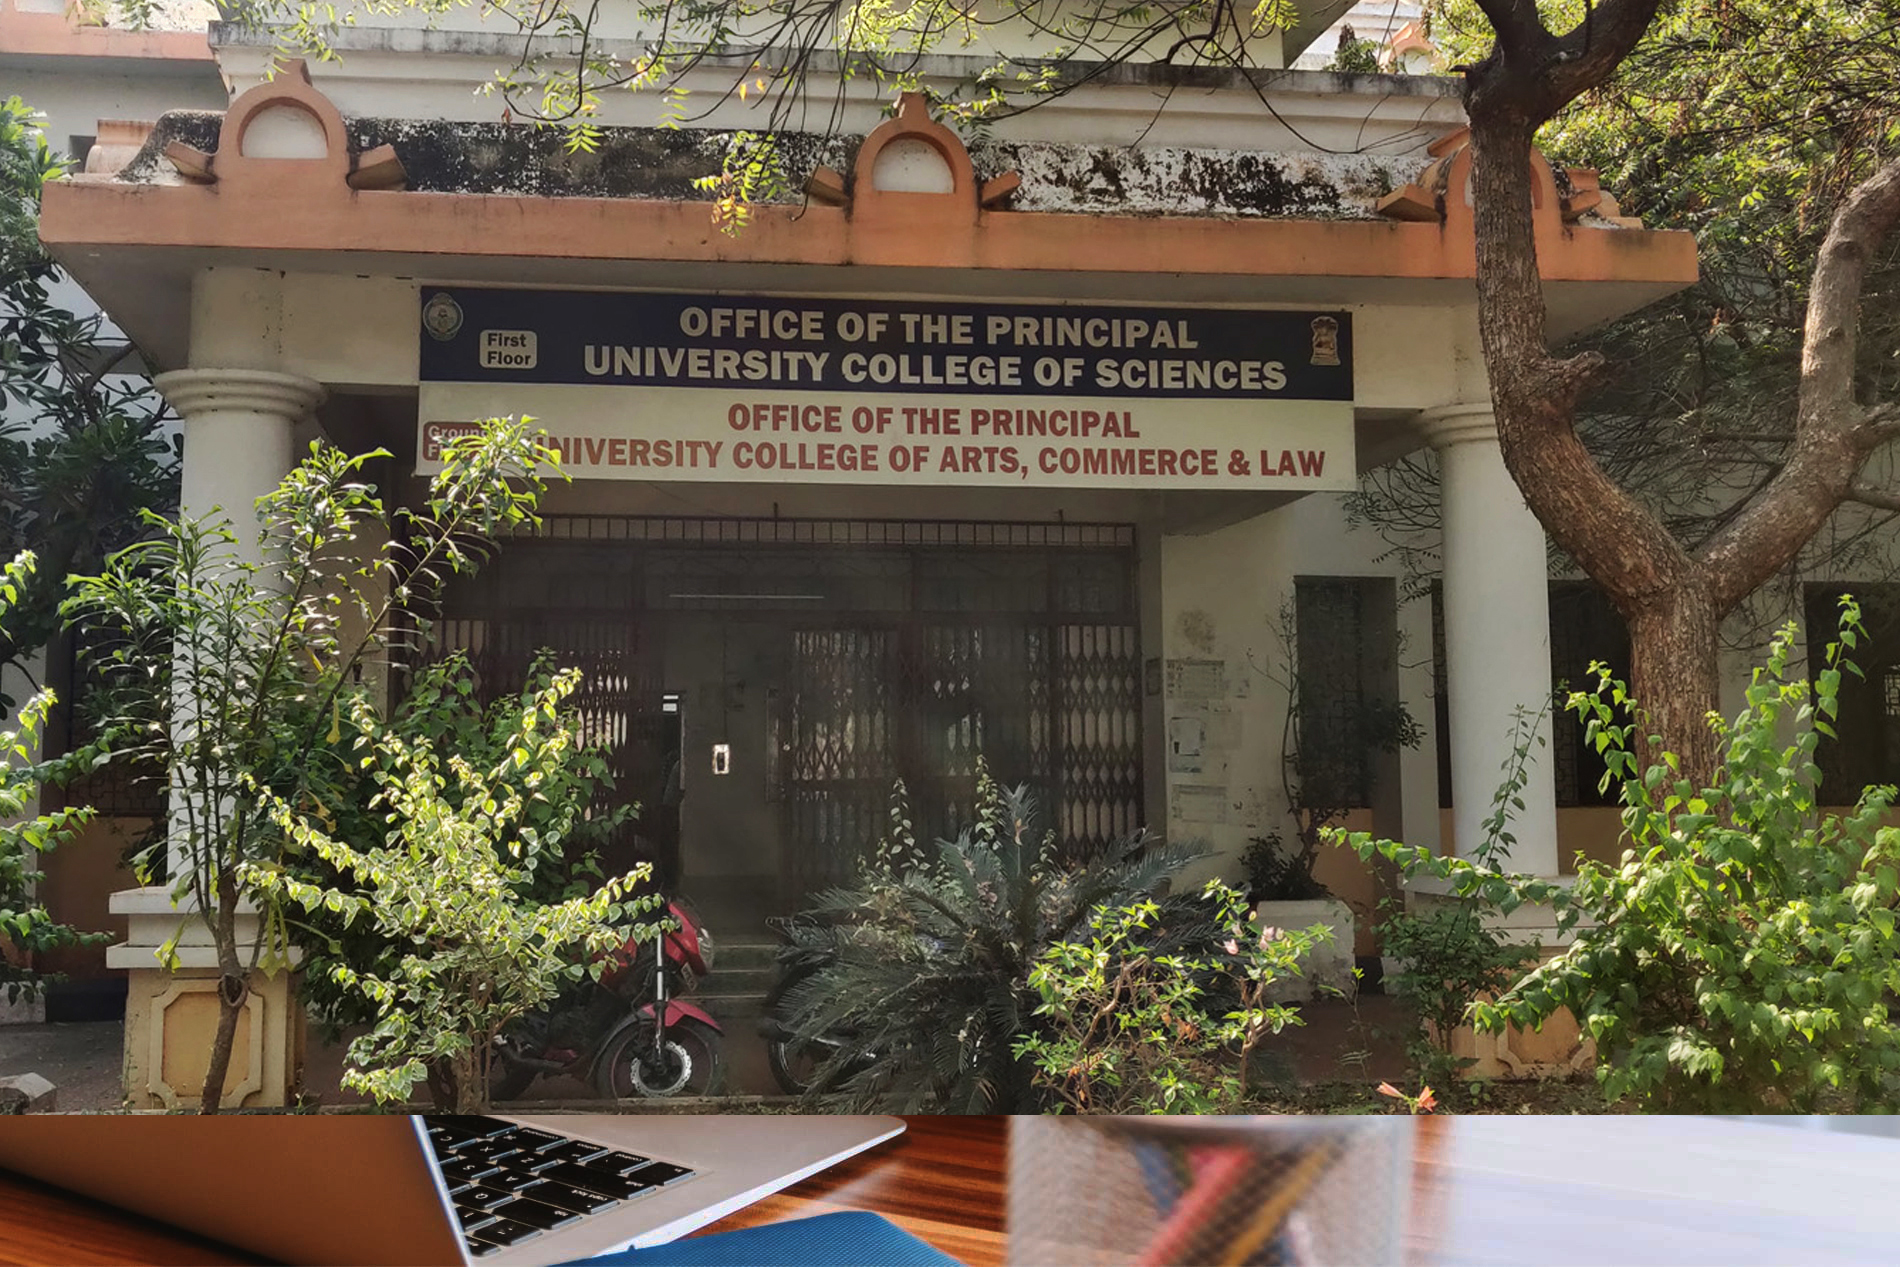 First
Floor
OFFICE OF THE PRINCIPAL
UNIVERSITY COLLEGE OF SCIENCES
OFFICE OF THE PRINCIPAL
UNIVERSITY COLLEGE OF ARTS, COMMERCE & LAW
Ground